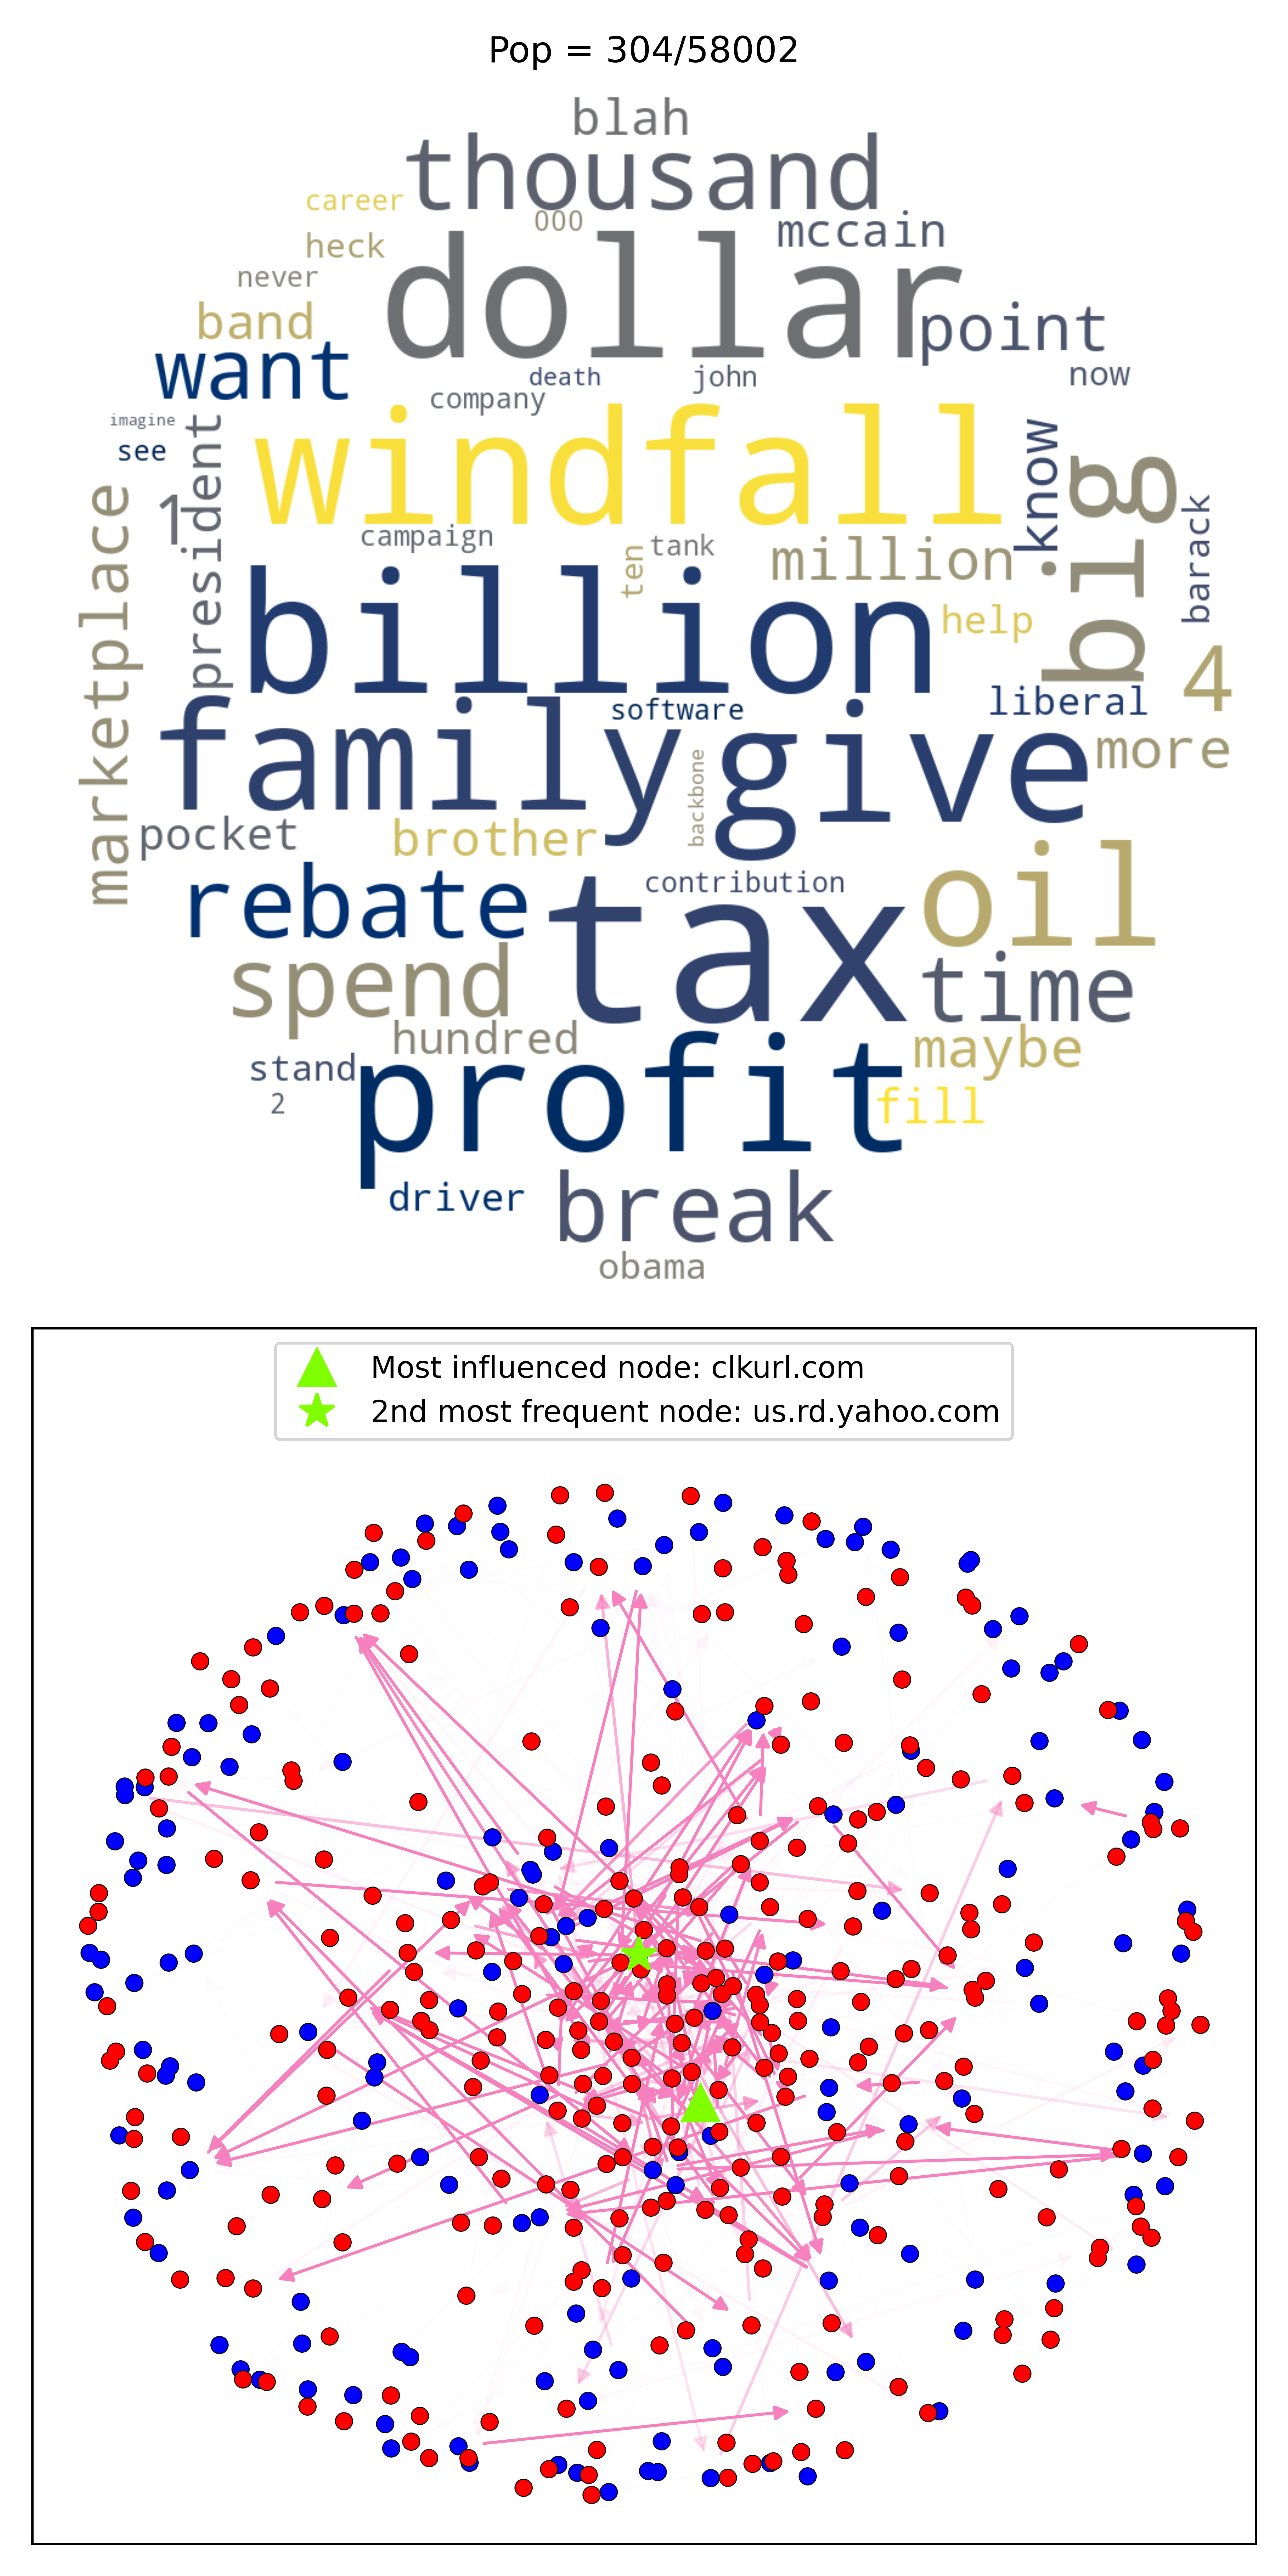 Pop = 304/58002
blah
thousand
career
000
mccain
heck
dollar
never
band
point
want
death
john
now
company
imagine
see
president
windfall
know
big
marketplace
1
barack
campaign
ten
tank
million
billion
help
4
software
liberal
family
give
more
backbone
pocket
brother
oil
rebate
contribution
tax
spend
time
hundred
maybe
stand
profit
2
fill
driver
break
obama
Most influenced node: clkurl.com
2nd most frequent node: us.rd.yahoo.com